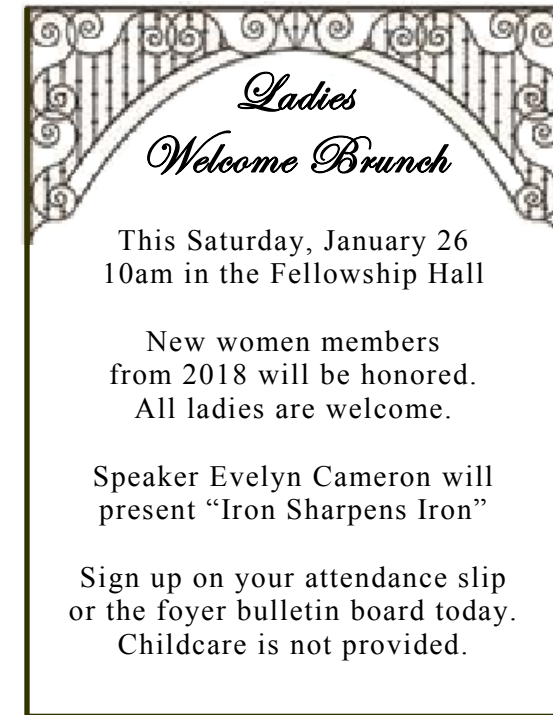 Ladies
Welcome Brunch
This Saturday, January 26
10am in the Fellowship Hall
New women members
from 2018 will be honored.
All ladies are welcome.
Speaker Evelyn Cameron will
present “Iron Sharpens Iron”
Sign up on your attendance slip
or the foyer bulletin board today.
Childcare is not provided.